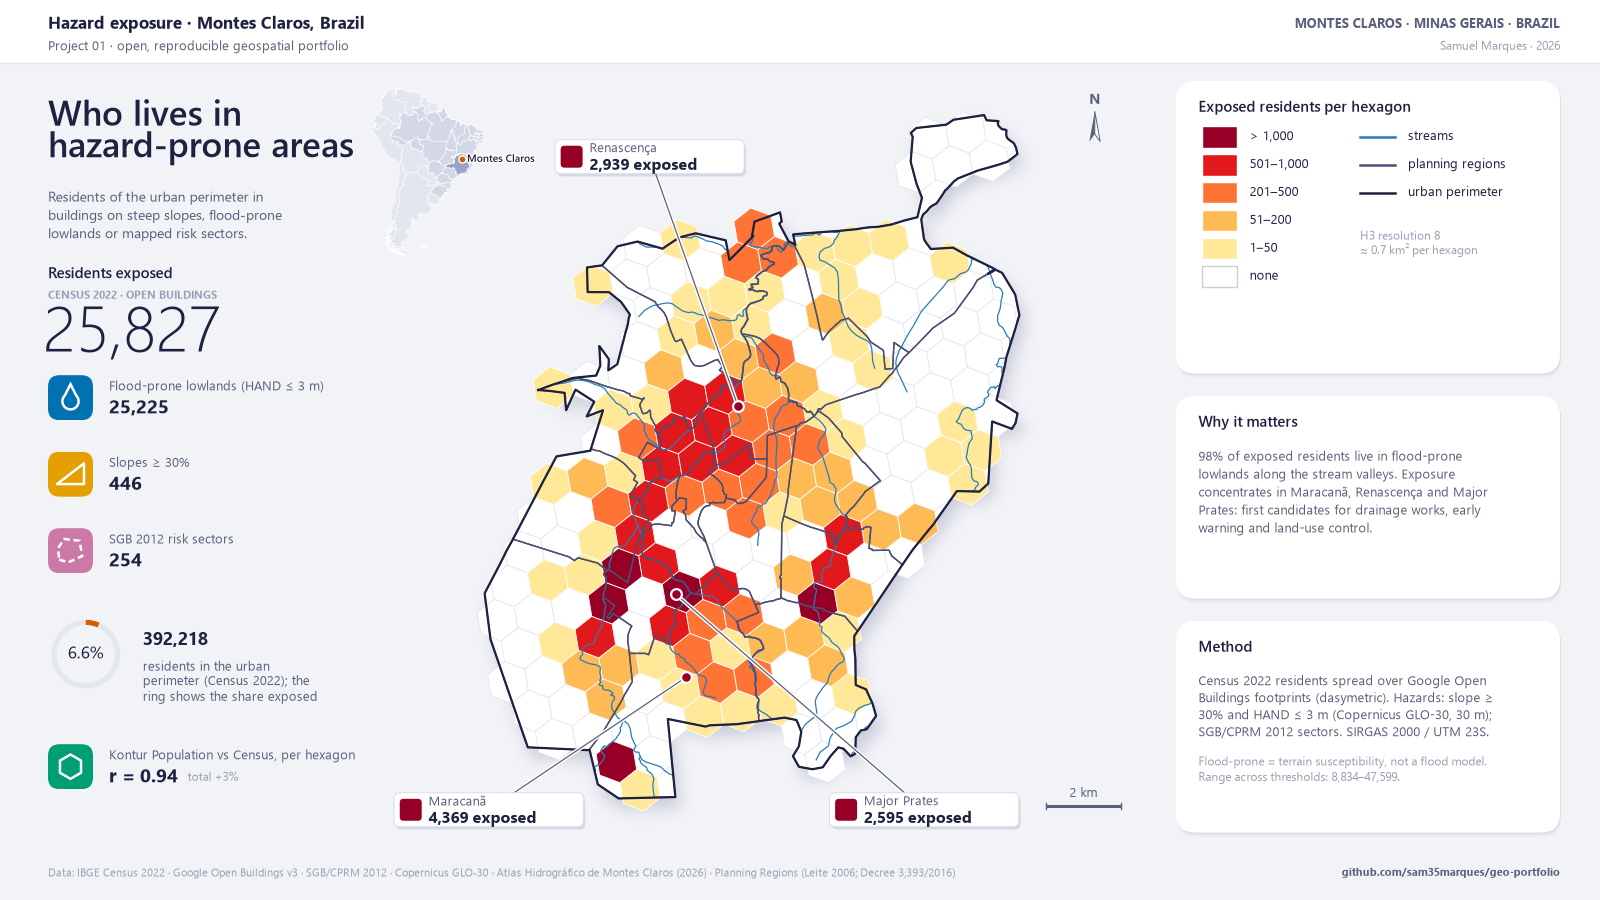 Hazard exposure · Montes Claros, Brazil
Project 01 · open, reproducible geospatial portfolio
MONTES CLAROS · MINAS GERAIS · BRAZIL
Samuel Marques · 2026
Who lives in
hazard-prone areas
Residents of the urban perimeter in
buildings on steep slopes, flood-prone
lowlands or mapped risk sectors.
Residents exposed
CENSUS 2022 · OPEN BUILDINGS
25,827
Flood-prone lowlands (HAND ≤ 3 m)
25,225
Slopes ≥ 30%
446
SGB 2012 risk sectors
254
6.6%
392,218
residents in the urban
perimeter (Census 2022); the
ring shows the share exposed
Kontur Population vs Census, per hexagon
r = 0.94 total +3%
Montes Claros
Renascença
2,939 exposed
N
Maracanã
4,369 exposed
Major Prates
2,595 exposed
2 km
Exposed residents per hexagon
> 1,000
501–1,000
201–500
51–200
1–50
none
streams
planning regions
urban perimeter
H3 resolution 8
≈ 0.7 km² per hexagon
Why it matters
98% of exposed residents live in flood-prone
lowlands along the stream valleys. Exposure
concentrates in Maracanã, Renascença and Major
Prates: first candidates for drainage works, early
warning and land-use control.
Method
Census 2022 residents spread over Google Open
Buildings footprints (dasymetric). Hazards: slope ≥
30% and HAND ≤ 3 m (Copernicus GLO-30, 30 m);
SGB/CPRM 2012 sectors. SIRGAS 2000 / UTM 23S.
Flood-prone = terrain susceptibility, not a flood model.
Range across thresholds: 8,834–47,599.
Data: IBGE Census 2022 · Google Open Buildings v3 · SGB/CPRM 2012 · Copernicus GLO-30 · Atlas Hidrográfico de Montes Claros (2026) · Planning Regions (Leite 2006; Decree 3,393/2016)
github.com/sam35marques/geo-portfolio